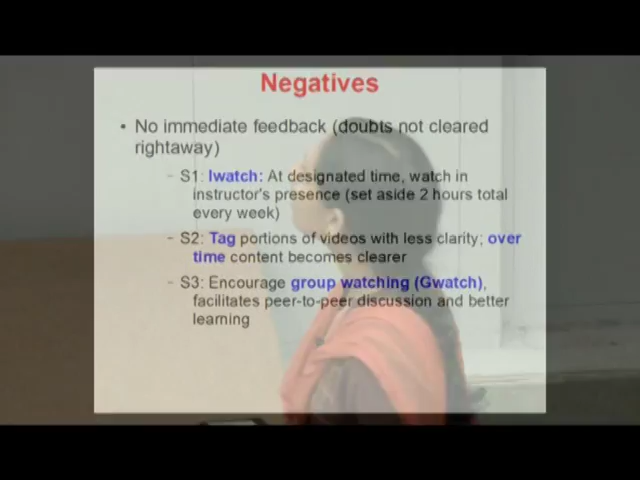 Negatives
• No immediate feedback (doubts not cleared
rightaway)
– S1: Iwatch: At designated time, watch in
instructor's presence (set aside 2 hours total
every week)
– S2: Tag portions of videos with less clarity; over
time content becomes clearer
– S3: Encourage group watching (Gwatch),
facilitates peer-to-peer discussion and better
learning